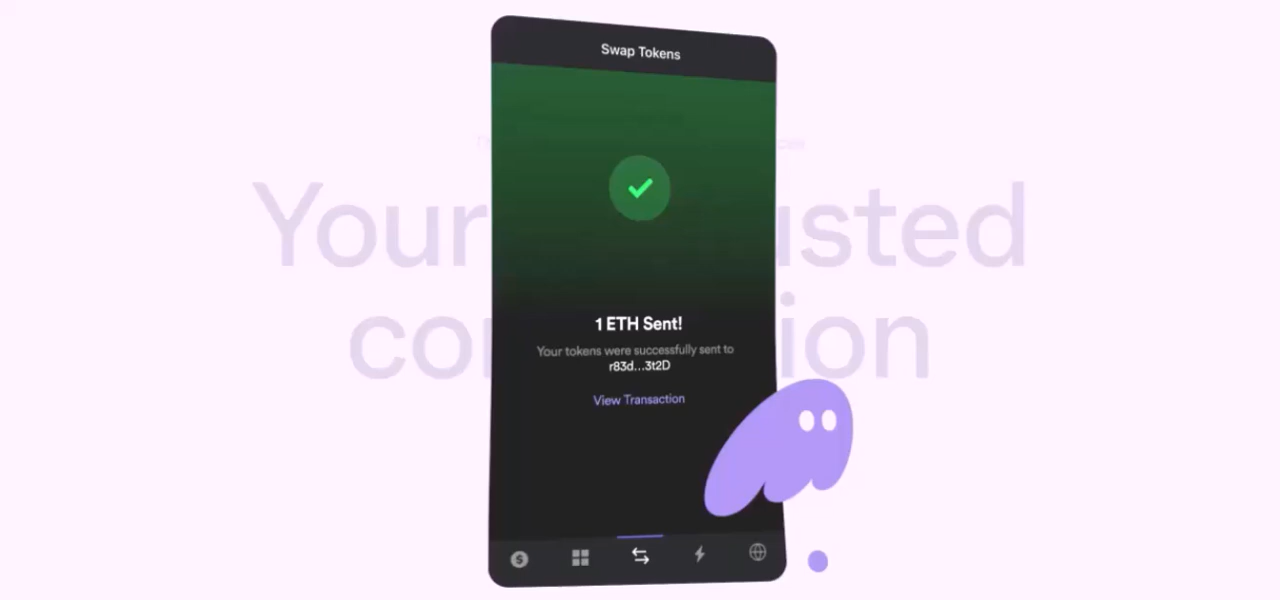 Swap Tokens
Your usted
co ion
1 ETH Sent!
Your tokens were successfully sent to
r83d...3t2D
View Transaction